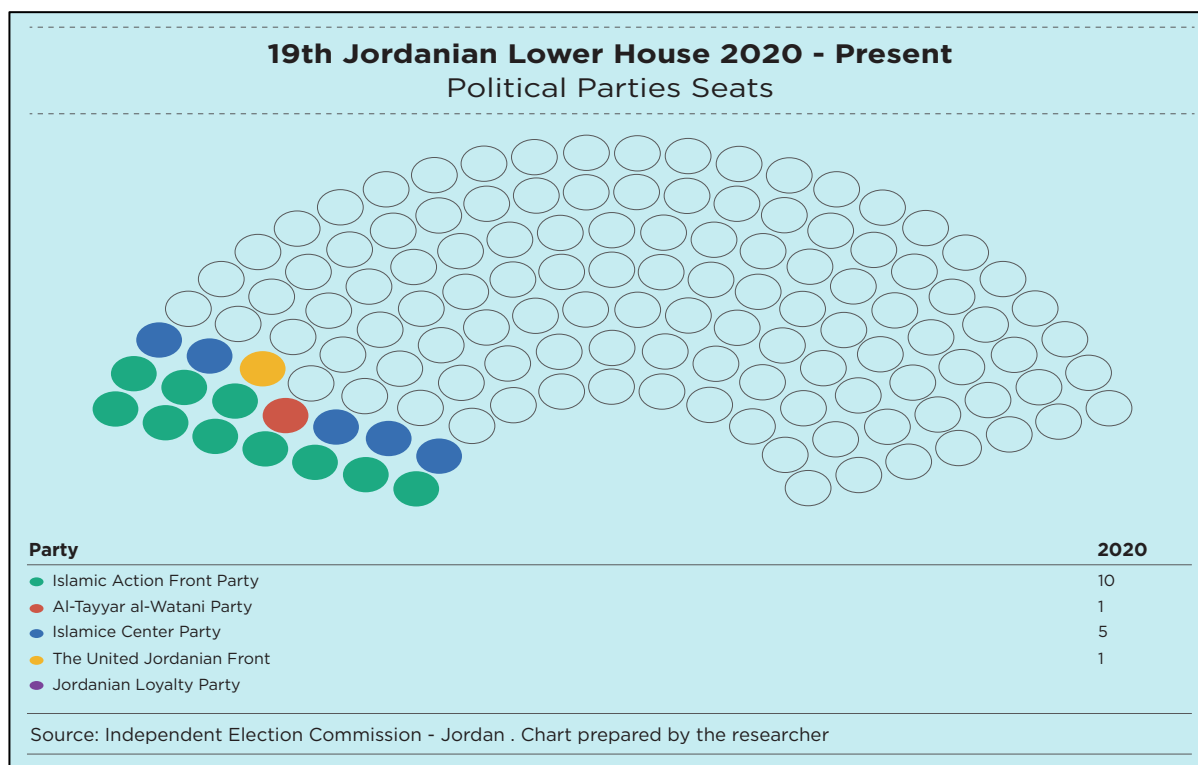 19th Jordanian Lower House 2020 - Present
Political Parties Seats
Party 2020
Islamic Action Front Party 10
Al-Tayyar al-Watani Party 1
Islamice Center Party 5
The United Jordanian Front 1
Jordanian Loyalty Party
Source: Independent Election Commission - Jordan . Chart prepared by the researcher